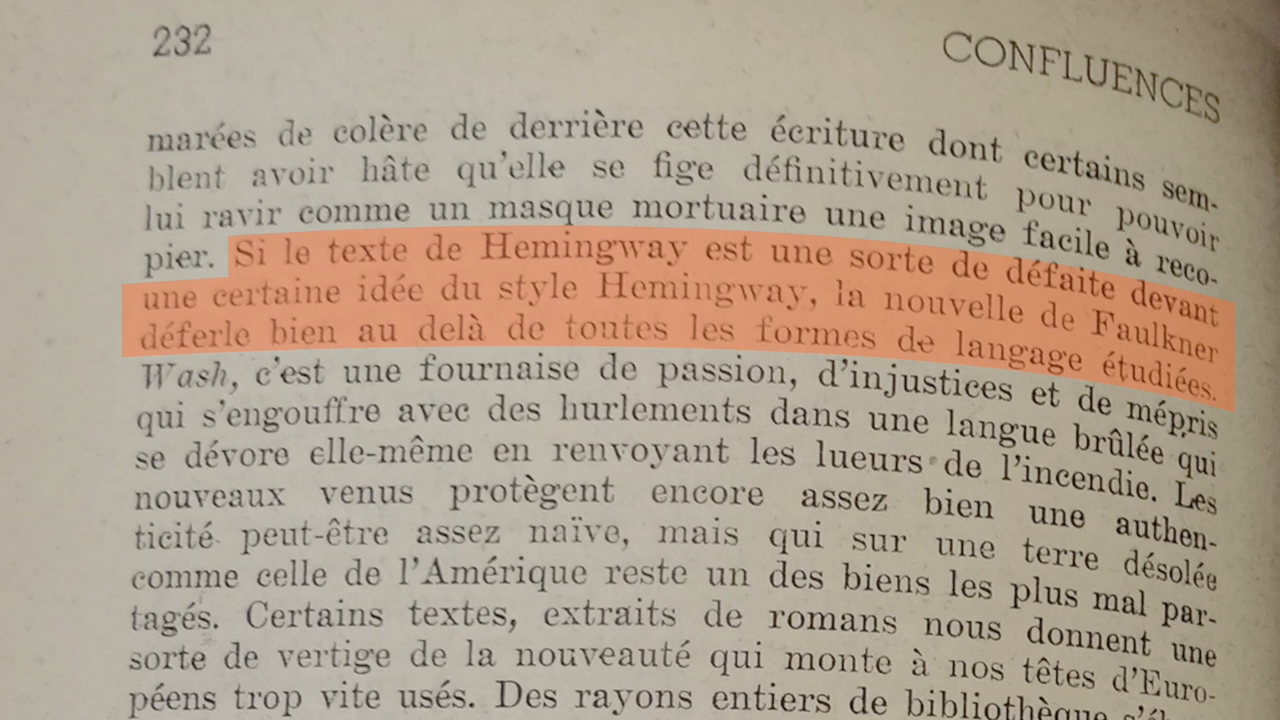 232
CONFLUENCES
marées de colère de derrière cette écriture dont certains sem-
blent avoir hâte qu'elle se fige définitivement pour pouvoir
lui ravir comme un masque mortuaire une image facile à reco-
pier. Si le texte de Hemingway est une sorte de défaite devant
une certaine idée du style Hemingway, la nouvelle de Faulkner
déferle bien au delà de toutes les formes de langage étudiées.
Wash, c'est une fournaise de passion, d'injustices et de mépris
qui s'engouffre avec des hurlements dans une langue brûlée qui
se dévore elle-même en renvoyant les lueurs de l'incendie. Les
nouveaux venus protègent encore assez bien une authen-
ticité peut-être assez naïve, mais qui sur une terre désolée
comme celle de l'Amérique reste un des biens les plus mal par-
tagés. Certains textes, extraits de romans nous donnent une
sorte de vertige de la nouveauté qui monte à nos têtes d'Euro-
péens trop vite usés. Des rayons entiers de bibliothèque